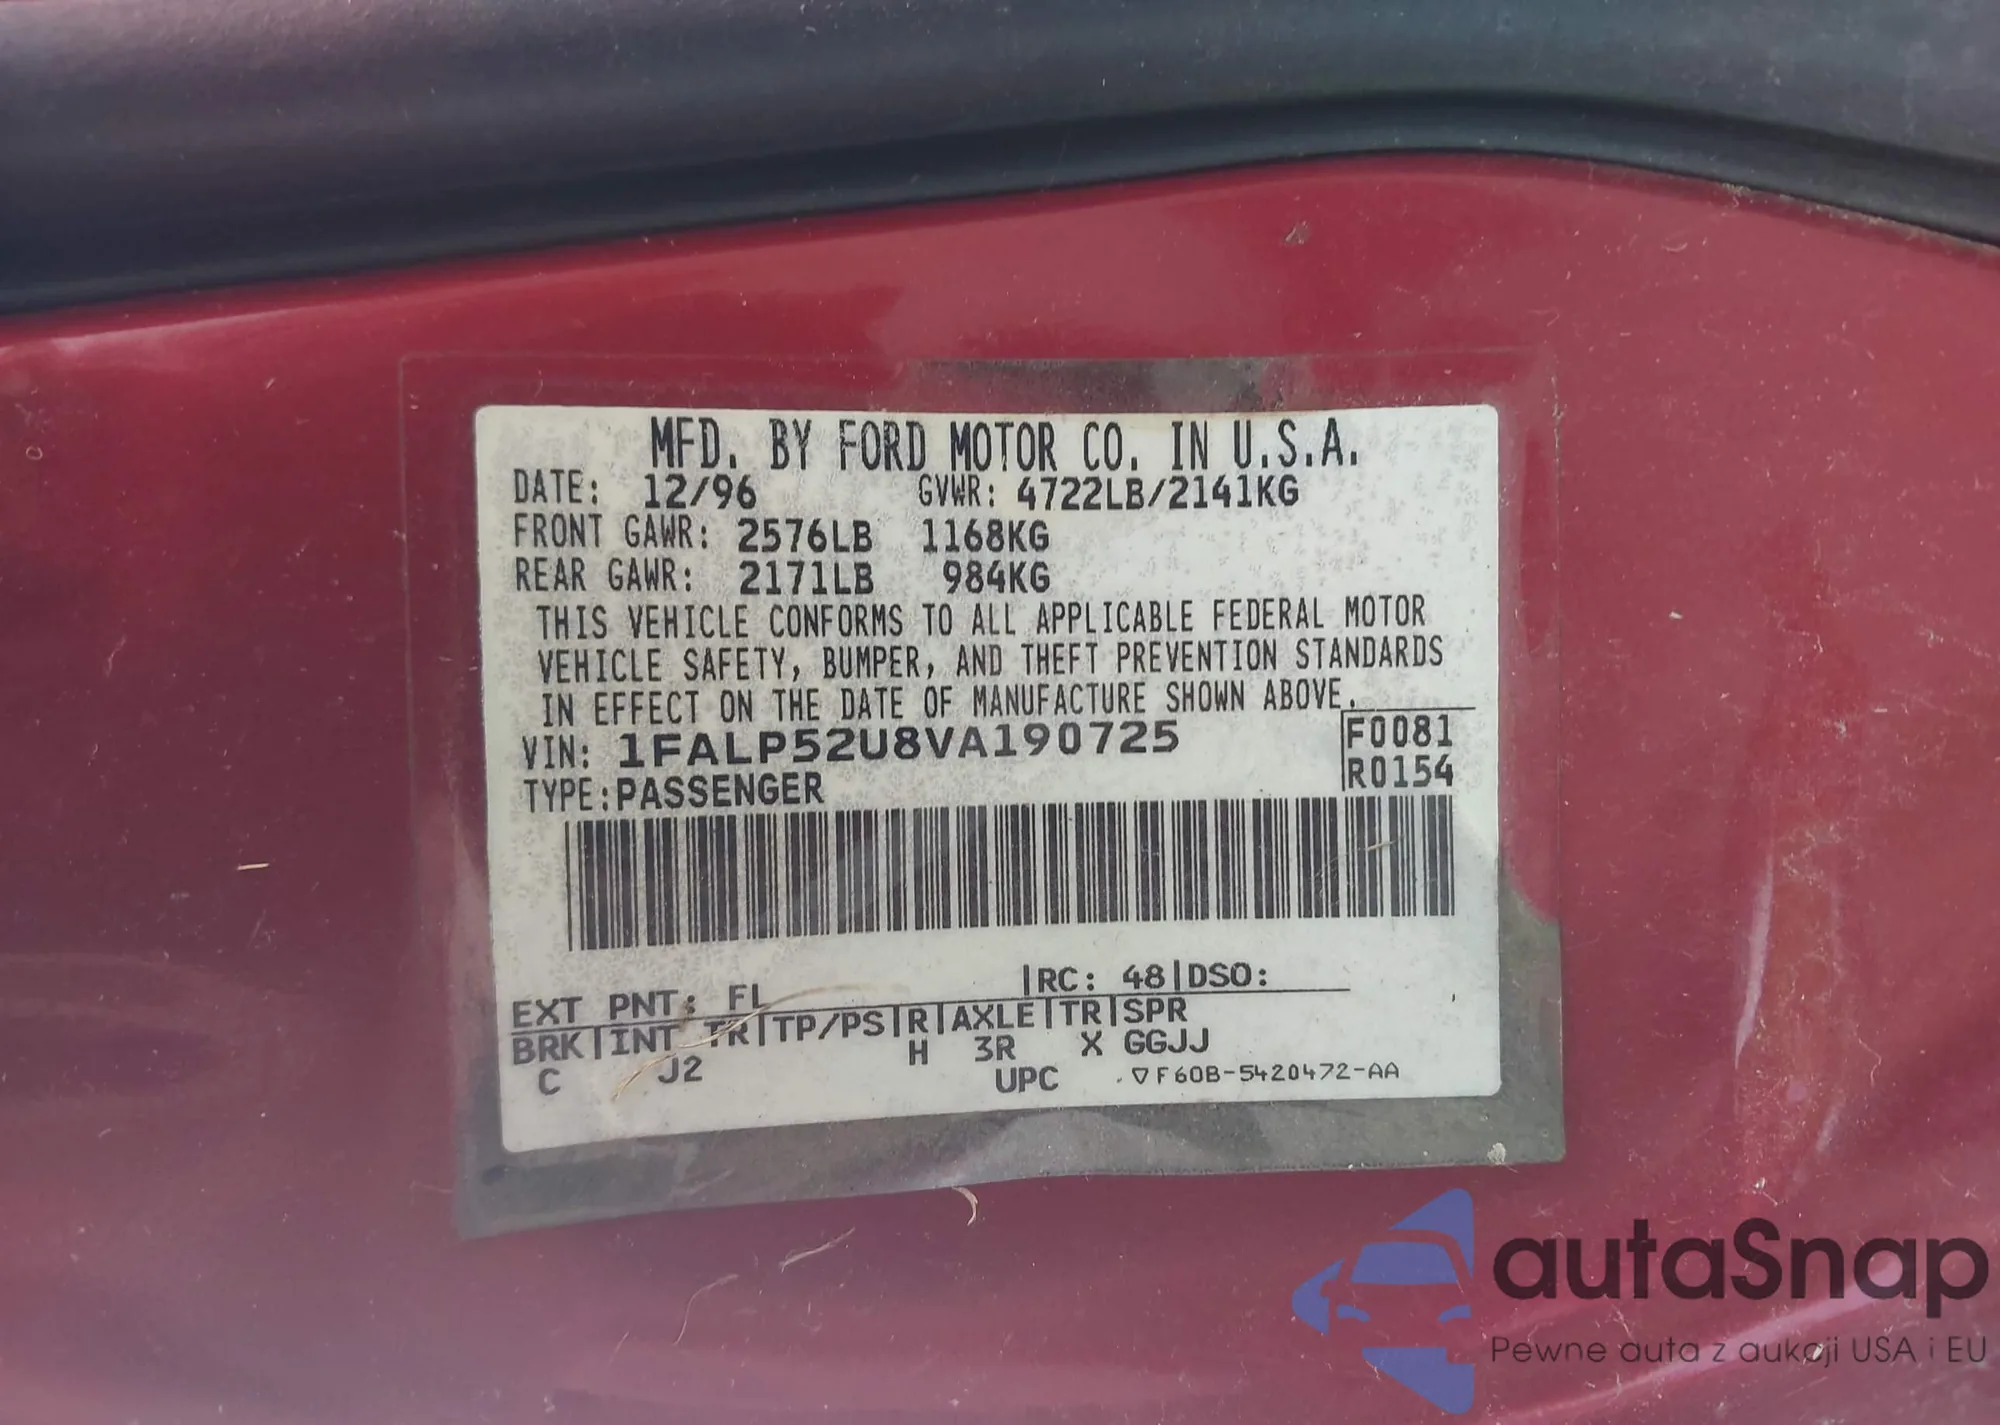 MFD. BY FORD MOTOR CO. IN U.S.A.
DATE: 12/96 GVWR: 4722LB/2141KG
FRONT GAWR: 2576LB 1168KG
REAR GAWR: 2171LB 984KG
THIS VEHICLE CONFORMS TO ALL APPLICABLE FEDERAL MOTOR
VEHICLE SAFETY, BUMPER, AND THEFT PREVENTION STANDARDS
IN EFFECT ON THE DATE OF MANUFACTURE SHOWN ABOVE.
VIN: 1FALP52U8VA190725 F0081
TYPE: PASSENGER R0154
EXT PNT: FL |RC: 48|DSO:
BRK|INT TR|TP/PS|R|AXLE|TR|SPR
C J2 H 3R X GGJJ
UPC ▽F60B-5420472-AA
autaSnap
Pewne auta z aukcji USA i EU